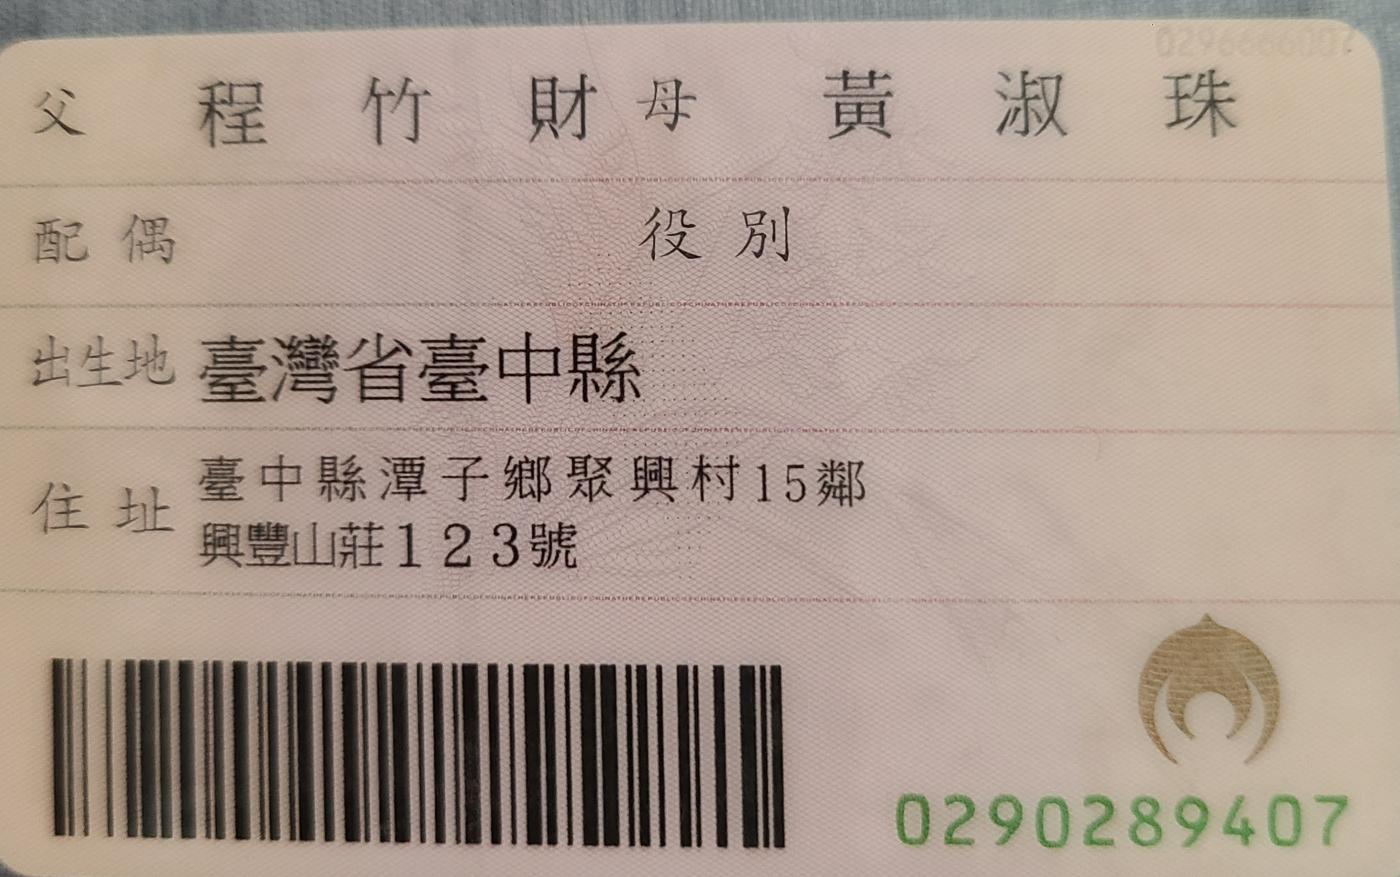 父 程竹財 母 黃淑珠
配偶 役別
出生地 臺灣省臺中縣
住址 臺中縣潭子鄉聚興村15鄰
興豐山莊123號
0290289407